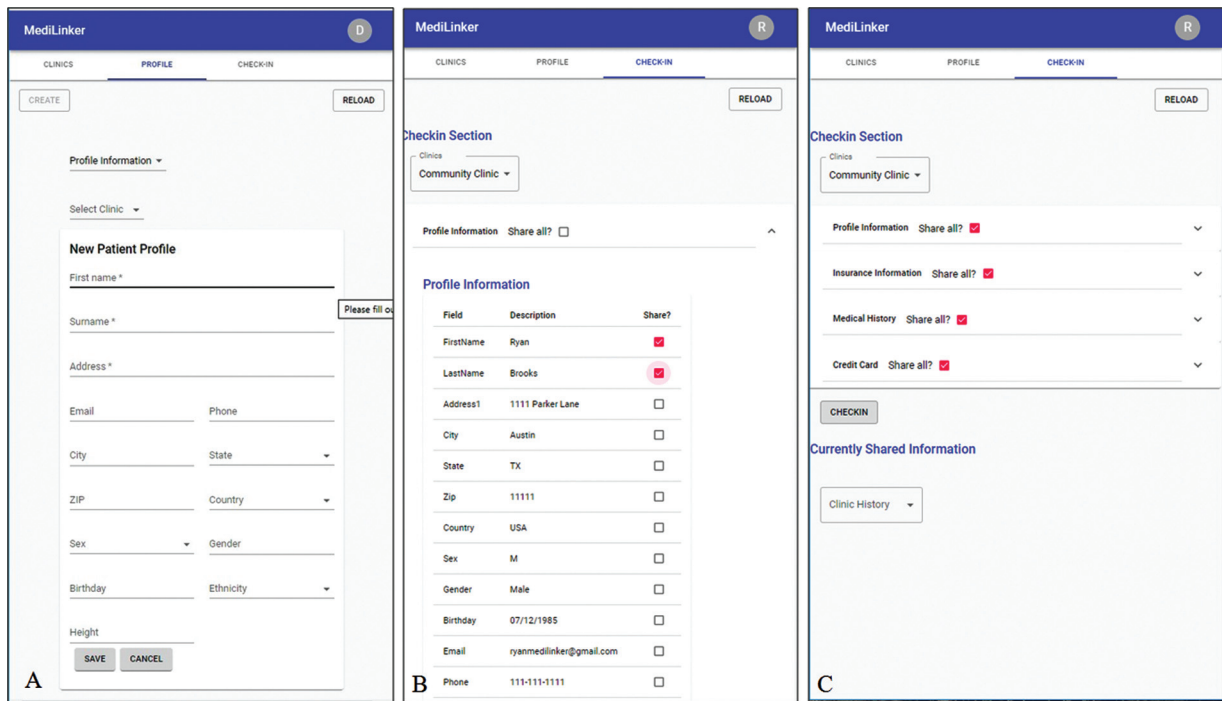 MediLinker
D
CLINICS PROFILE CHECK-IN
CREATE RELOAD
Profile Information
Select Clinic
New Patient Profile
First name *
Please fill
Surname *
Address *
Email Phone
City State
ZIP Country
Sex Gender
Birthday Ethnicity
Height
SAVE CANCEL
A
MediLinker
R
CLINICS PROFILE CHECK-IN
RELOAD
Checkin Section
Clinics
Community Clinic
Profile Information Share all?
Profile Information
Field Description Share?
FirstName Ryan
LastName Brooks
Address1 1111 Parker Lane
City Austin
State TX
Zip 11111
Country USA
Sex M
Gender Male
Birthday 07/12/1985
Email ryanmedilinker@gmail.com
Phone 111-111-1111
B
MediLinker
R
CLINICS PROFILE CHECK-IN
RELOAD
Checkin Section
Clinics
Community Clinic
Profile Information Share all?
Insurance Information Share all?
Medical History Share all?
Credit Card Share all?
CHECKIN
Currently Shared Information
Clinic History
C